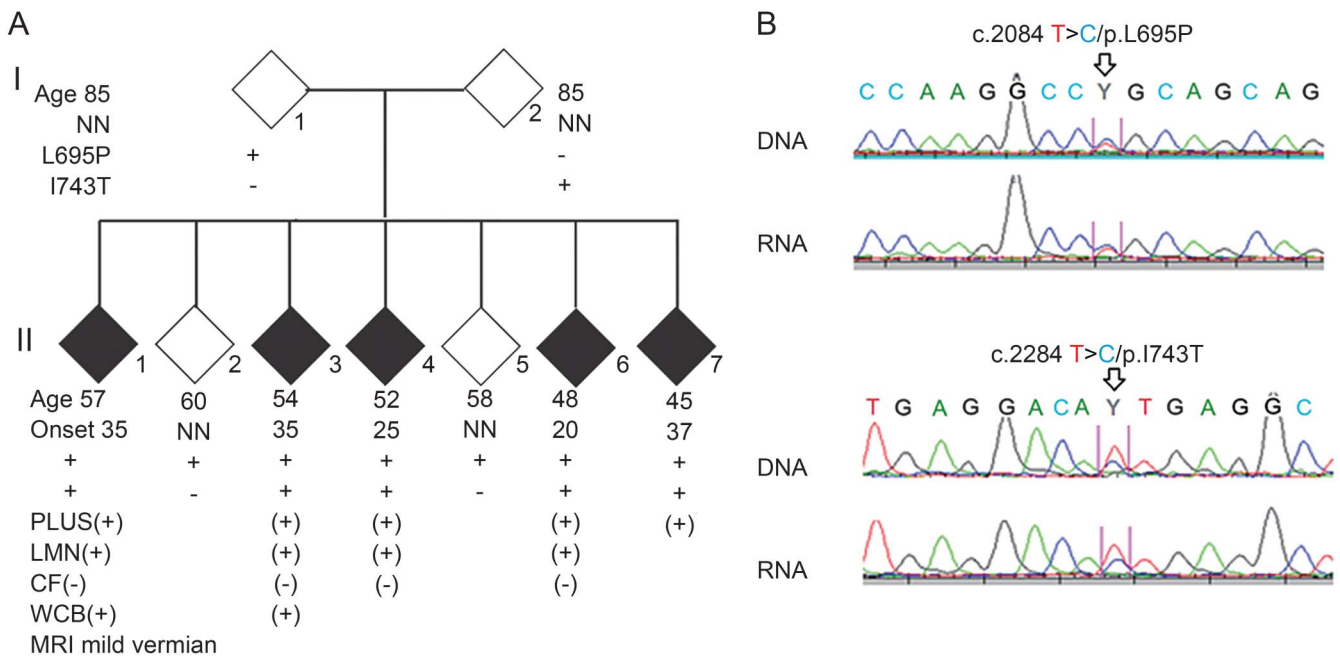 A
I
Age 85
NN
L695P + -
I743T - +
1
2
85
NN
II
1 2 3 4 5 6 7
Age 57 60 54 52 58 48 45
Onset 35 NN 35 25 NN 20 37
+ + + + + + +
+ - + + - + +
PLUS(+) (+) (+) (+) (+)
LMN(+) (+) (+) (+)
CF(-) (-) (-) (-)
WCB(+) (+)
MRI mild vermian
B
c.2084 T>C/p.L695P
C C A A G G C C Y G C A G C A G
DNA
RNA
c.2284 T>C/p.I743T
T G A G G A C A Y T G A G G C
DNA
RNA